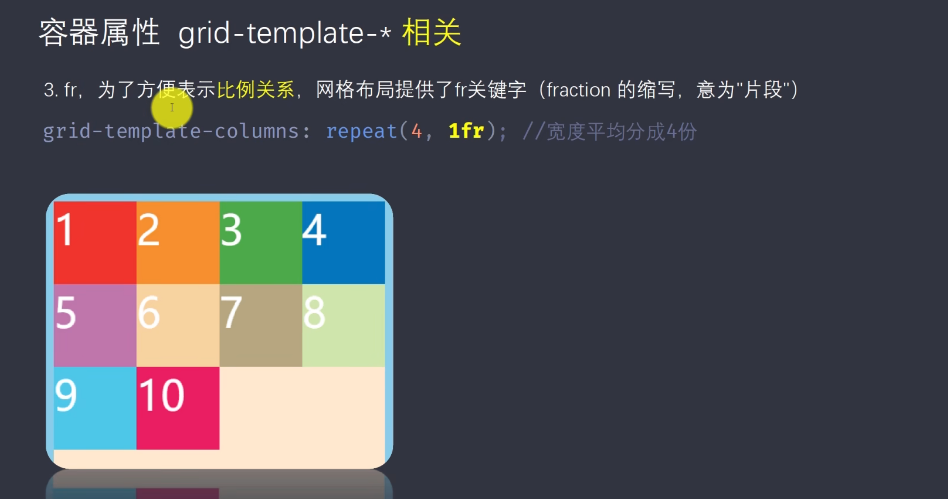 容器属性 grid-template-* 相关
3. fr，为了方便表示比例关系，网格布局提供了fr关键字（fraction 的缩写，意为"片段"）
grid-template-columns: repeat(4, 1fr); //宽度平均分成4份
1 2 3 4
5 6 7 8
9 10